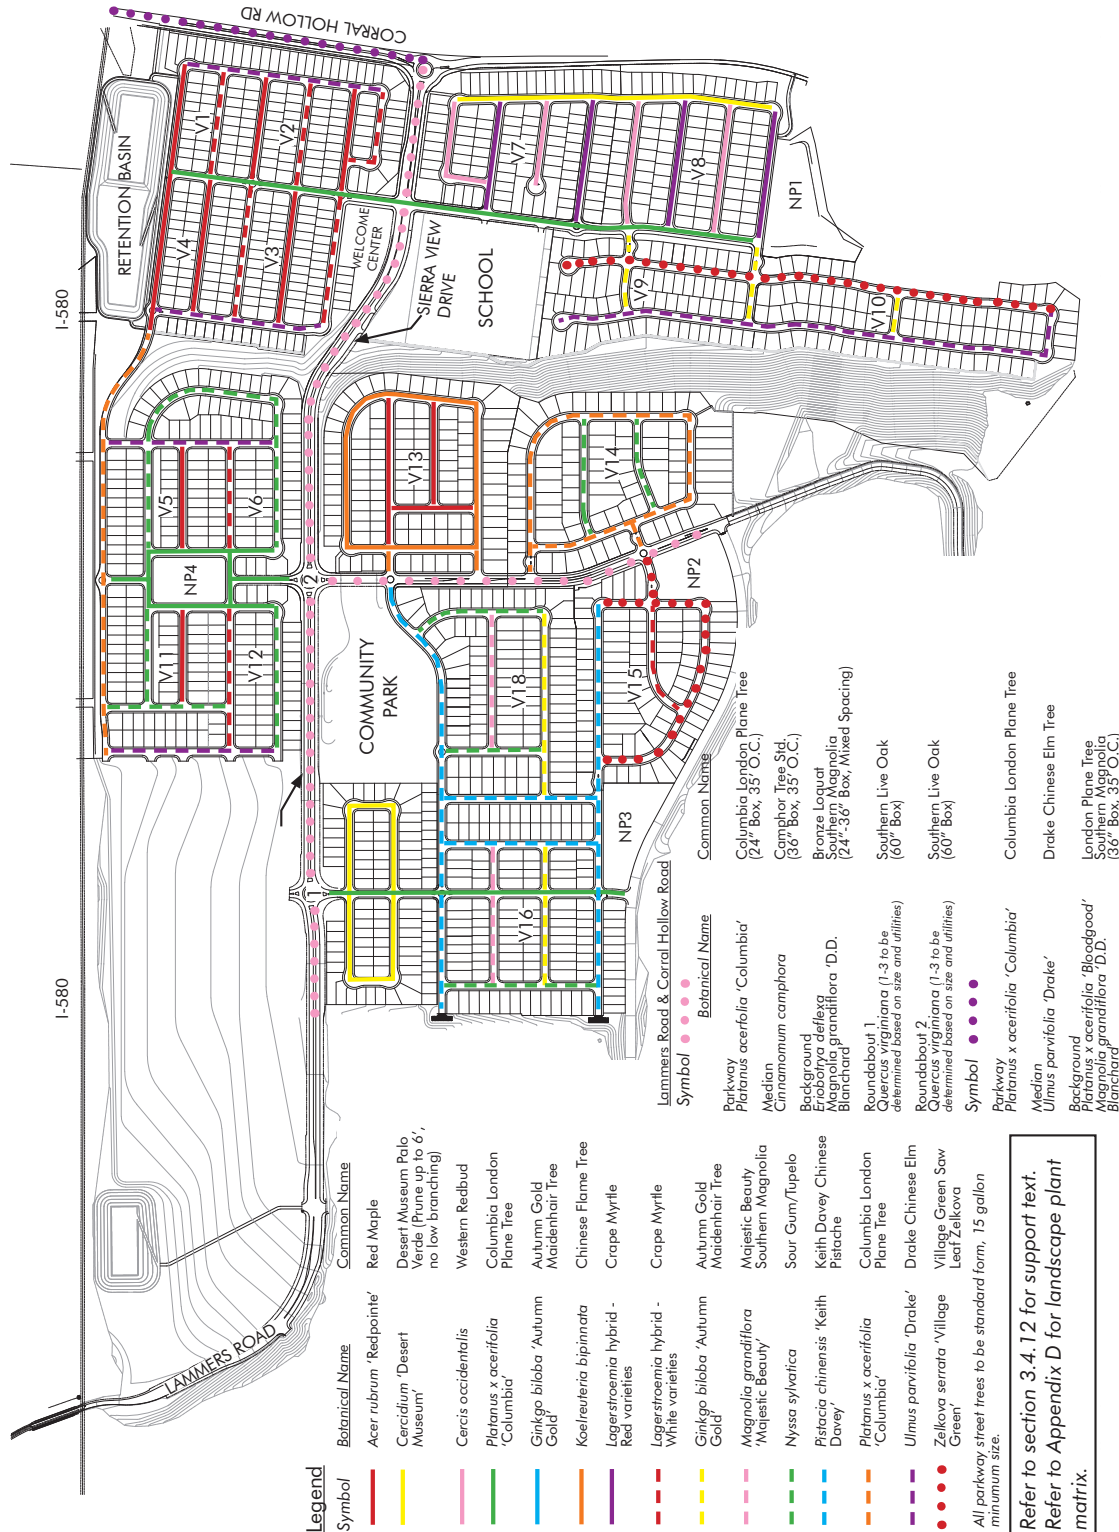 I-580
I-580
RETENTION BASIN
CORRAL HOLLOW RD
V1
V2
V4
V3
WELCOME
CENTER
SIERRA VIEW
DRIVE
SCHOOL
V7
V8
NP1
V9
V10
V5
V6
NP4
V11
V12
2
V13
V14
COMMUNITY
PARK
NP2
V18
V15
NP3
V16
1
LAMMERS ROAD
Legend
Symbol
Botanical Name
Common Name
Acer rubrum 'Redpointe'
Red Maple
Cercidium 'Desert
Museum'
Desert Museum Palo
Verde (Prune up to 6',
no low branching)
Cercis occidentalis
Western Redbud
Platanus x acerifolia
'Columbia'
Columbia London
Plane Tree
Ginkgo biloba 'Autumn
Gold'
Autumn Gold
Maidenhair Tree
Koelreuteria bipinnata
Chinese Flame Tree
Lagerstroemia hybrid -
Red varieties
Crape Myrtle
Lagerstroemia hybrid -
White varieties
Crape Myrtle
Ginkgo biloba 'Autumn
Gold'
Autumn Gold
Maidenhair Tree
Magnolia grandiflora
'Majestic Beauty'
Majestic Beauty
Southern Magnolia
Nyssa sylvatica
Sour Gum/Tupelo
Pistacia chinensis 'Keith
Davey'
Keith Davey Chinese
Pistache
Platanus x acerifolia
'Columbia'
Columbia London
Plane Tree
Ulmus parvifolia 'Drake'
Drake Chinese Elm
Zelkova serrata 'Village
Green'
Village Green Saw
Leaf Zelkova
All parkway street trees to be standard form, 15 gallon
minimum size.
Refer to section 3.4.12 for support text.
Refer to Appendix D for landscape plant
matrix.
Lammers Road & Corral Hollow Road
Symbol
Botanical Name
Common Name
Parkway
Platanus acerfolia 'Columbia'
Columbia London Plane Tree
(24" Box, 35' O.C.)
Median
Cinnamomum camphora
Camphor Tree Std.
(36" Box, 35' O.C.)
Background
Eriobotrya deflexa
Magnolia grandiflora 'D.D.
Blanchard'
Bronze Loquat
Southern Magnolia
(24"-36" Box, Mixed Spacing)
Roundabout 1
Quercus virginiana (1-3 to be
determined based on size and utilities)
Southern Live Oak
(60" Box)
Roundabout 2
Quercus virginiana (1-3 to be
determined based on size and utilities)
Southern Live Oak
(60" Box)
Symbol
Parkway
Platanus x acerifolia 'Columbia'
Columbia London Plane Tree
Median
Ulmus parvifolia 'Drake'
Drake Chinese Elm Tree
Background
Platanus x acerifolia 'Bloodgood'
Magnolia grandiflora 'D.D.
Blanchard'
London Plane Tree
Southern Magnolia
(36" Box, 35' O.C.)